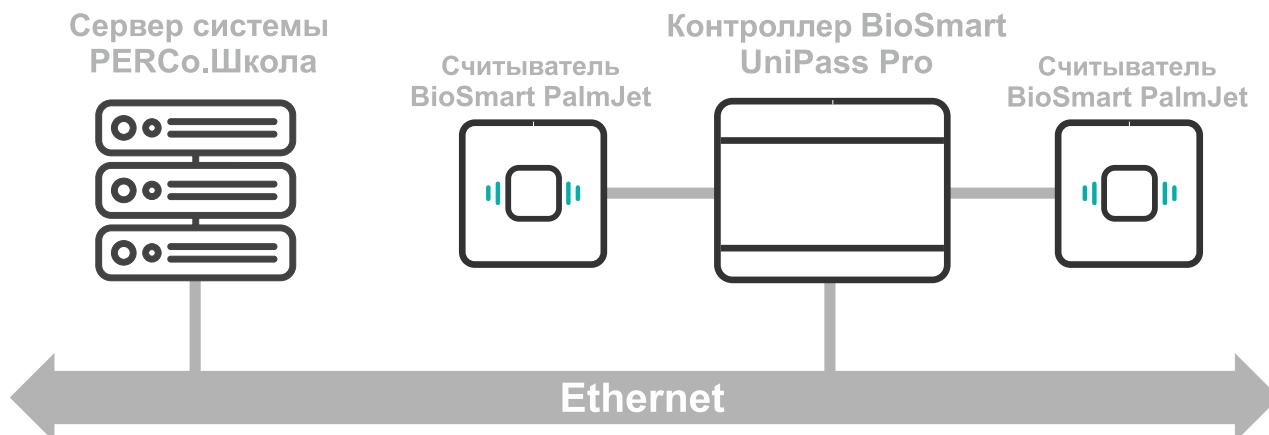 Сервер системы
PERCo.Школа
Считыватель
BioSmart PalmJet
Контроллер BioSmart
UniPass Pro
Считыватель
BioSmart PalmJet
Ethernet